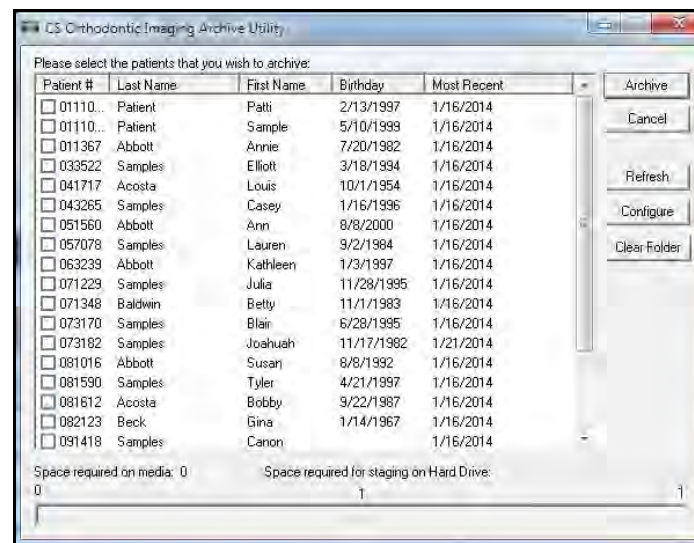 CS Orthodontic Imaging Archive Utility
Please select the patients that you wish to archive:
Patient # Last Name First Name Birthday Most Recent
01110... Patient Patti 2/13/1997 1/16/2014
01110... Patient Sample 5/10/1999 1/16/2014
011367 Abbott Annie 7/20/1982 1/16/2014
033522 Samples Elliott 3/18/1994 1/16/2014
041717 Acosta Louis 10/1/1954 1/16/2014
043265 Samples Casey 1/16/1996 1/16/2014
051560 Abbott Ann 8/8/2000 1/16/2014
057078 Samples Lauren 9/2/1984 1/16/2014
063239 Abbott Kathleen 1/3/1997 1/16/2014
071229 Samples Julia 11/28/1995 1/16/2014
071348 Baldwin Betty 11/1/1983 1/16/2014
073170 Samples Blair 6/28/1995 1/16/2014
073182 Samples Joahuah 11/17/1982 1/21/2014
081016 Abbott Susan 8/8/1992 1/16/2014
081590 Samples Tyler 4/21/1997 1/16/2014
081612 Acosta Bobby 9/22/1987 1/16/2014
082123 Beck Gina 1/14/1967 1/16/2014
091418 Samples Canon 1/16/2014
Archive
Cancel
Refresh
Configure
Clear Folder
Space required on media: 0 Space required for staging on Hard Drive:
0 1 1